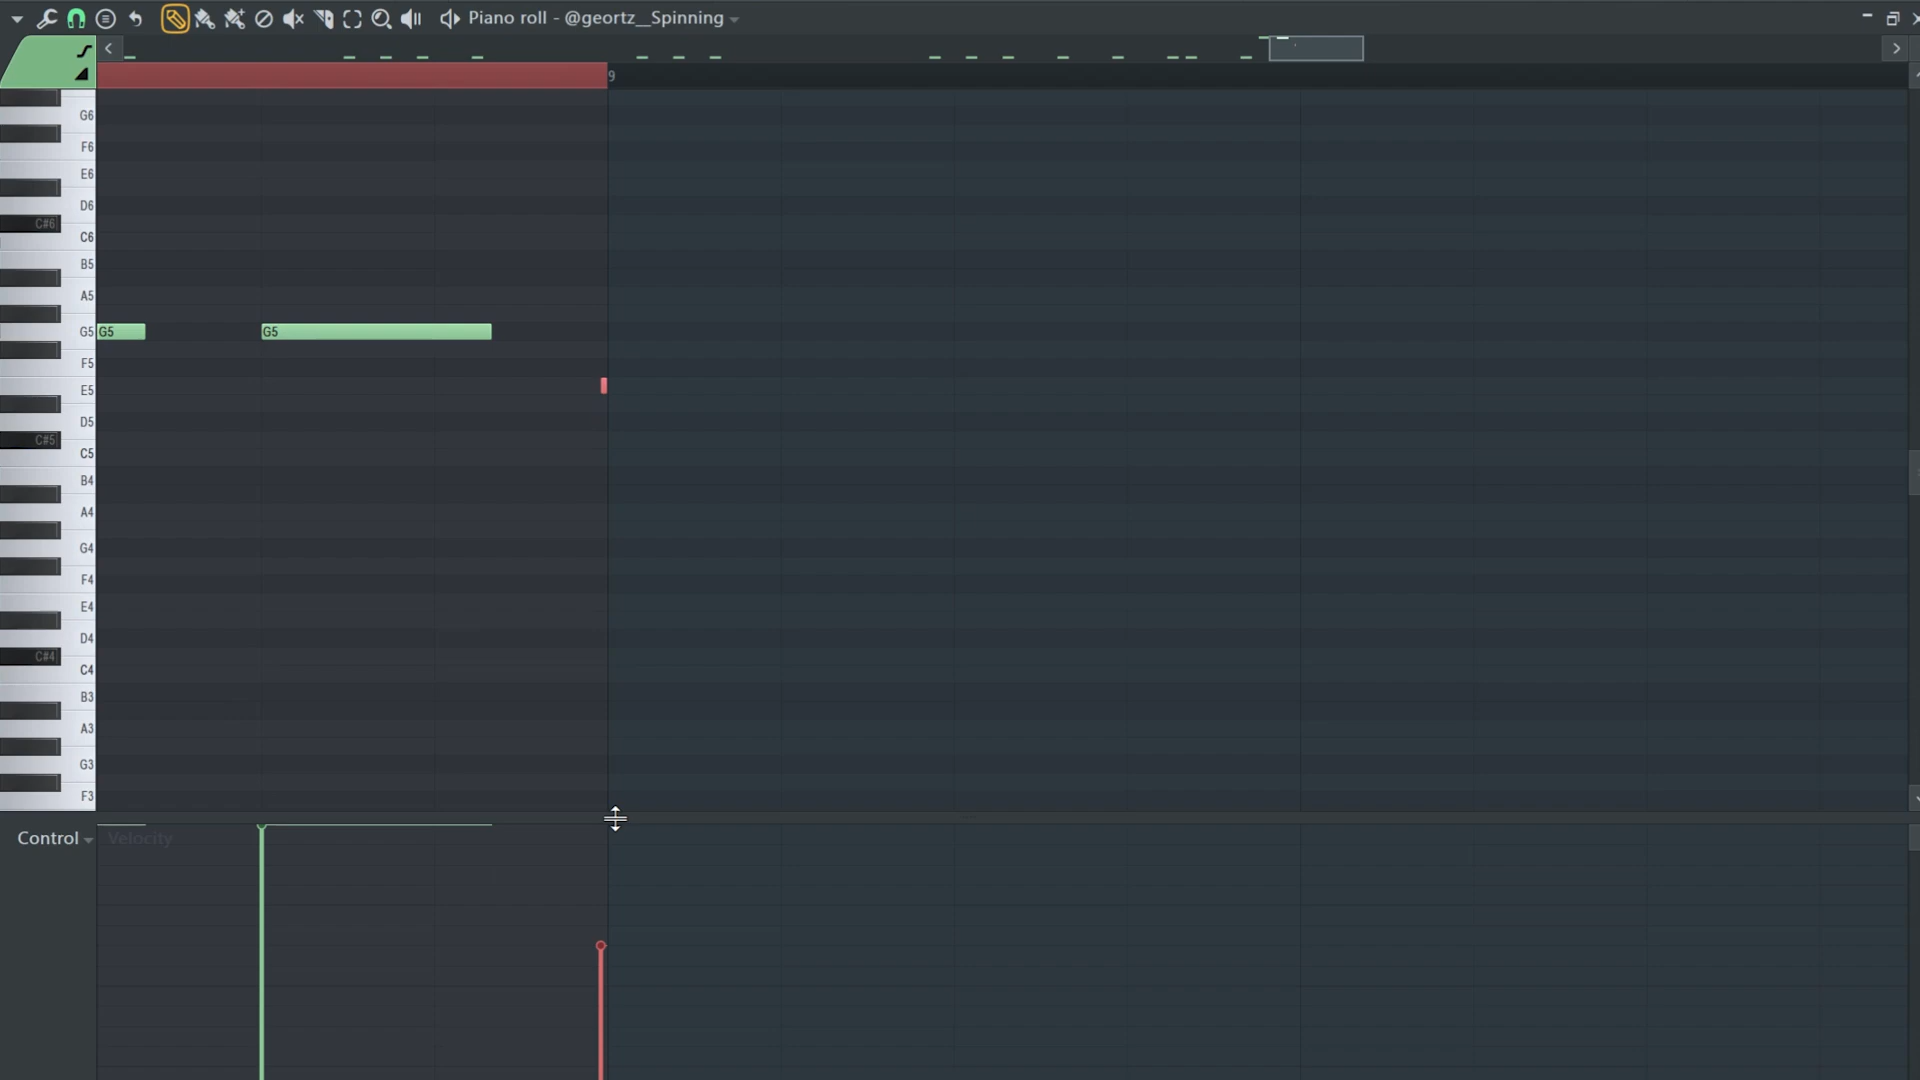 Piano roll - @geortz__Spinning
9
G6
F6
E6
D6
C#6
C6
B5
A5
G5
G5
G5
F5
E5
D5
C#5
C5
B4
A4
G4
F4
E4
D4
C#4
C4
B3
A3
G3
F3
Control
Velocity